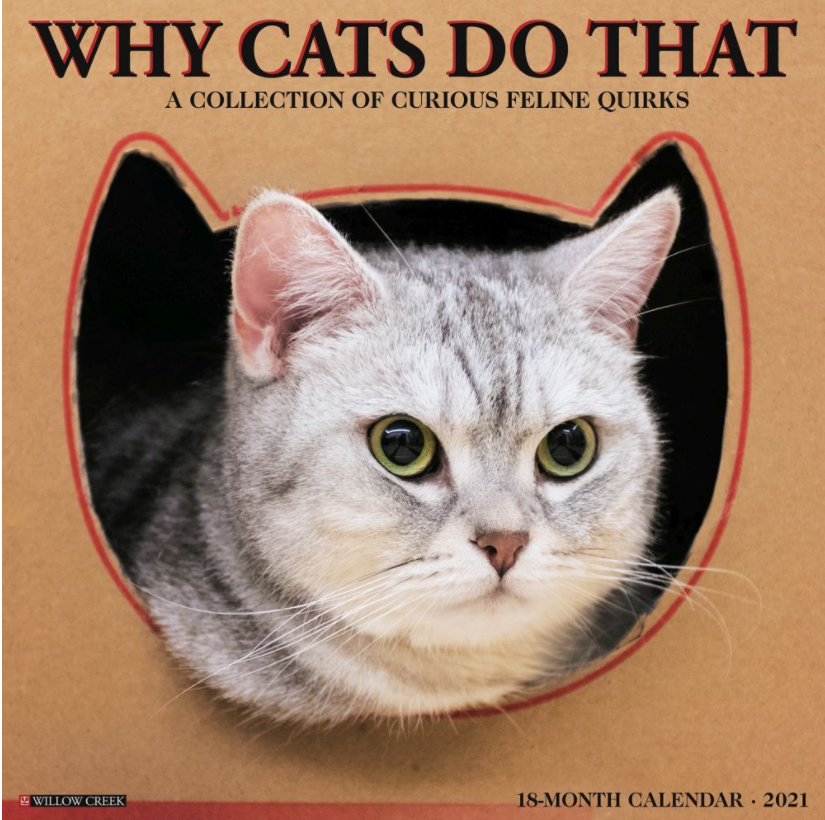 WHY CATS DO THAT
A COLLECTION OF CURIOUS FELINE QUIRKS
WILLOW CREEK
18-MONTH CALENDAR · 2021